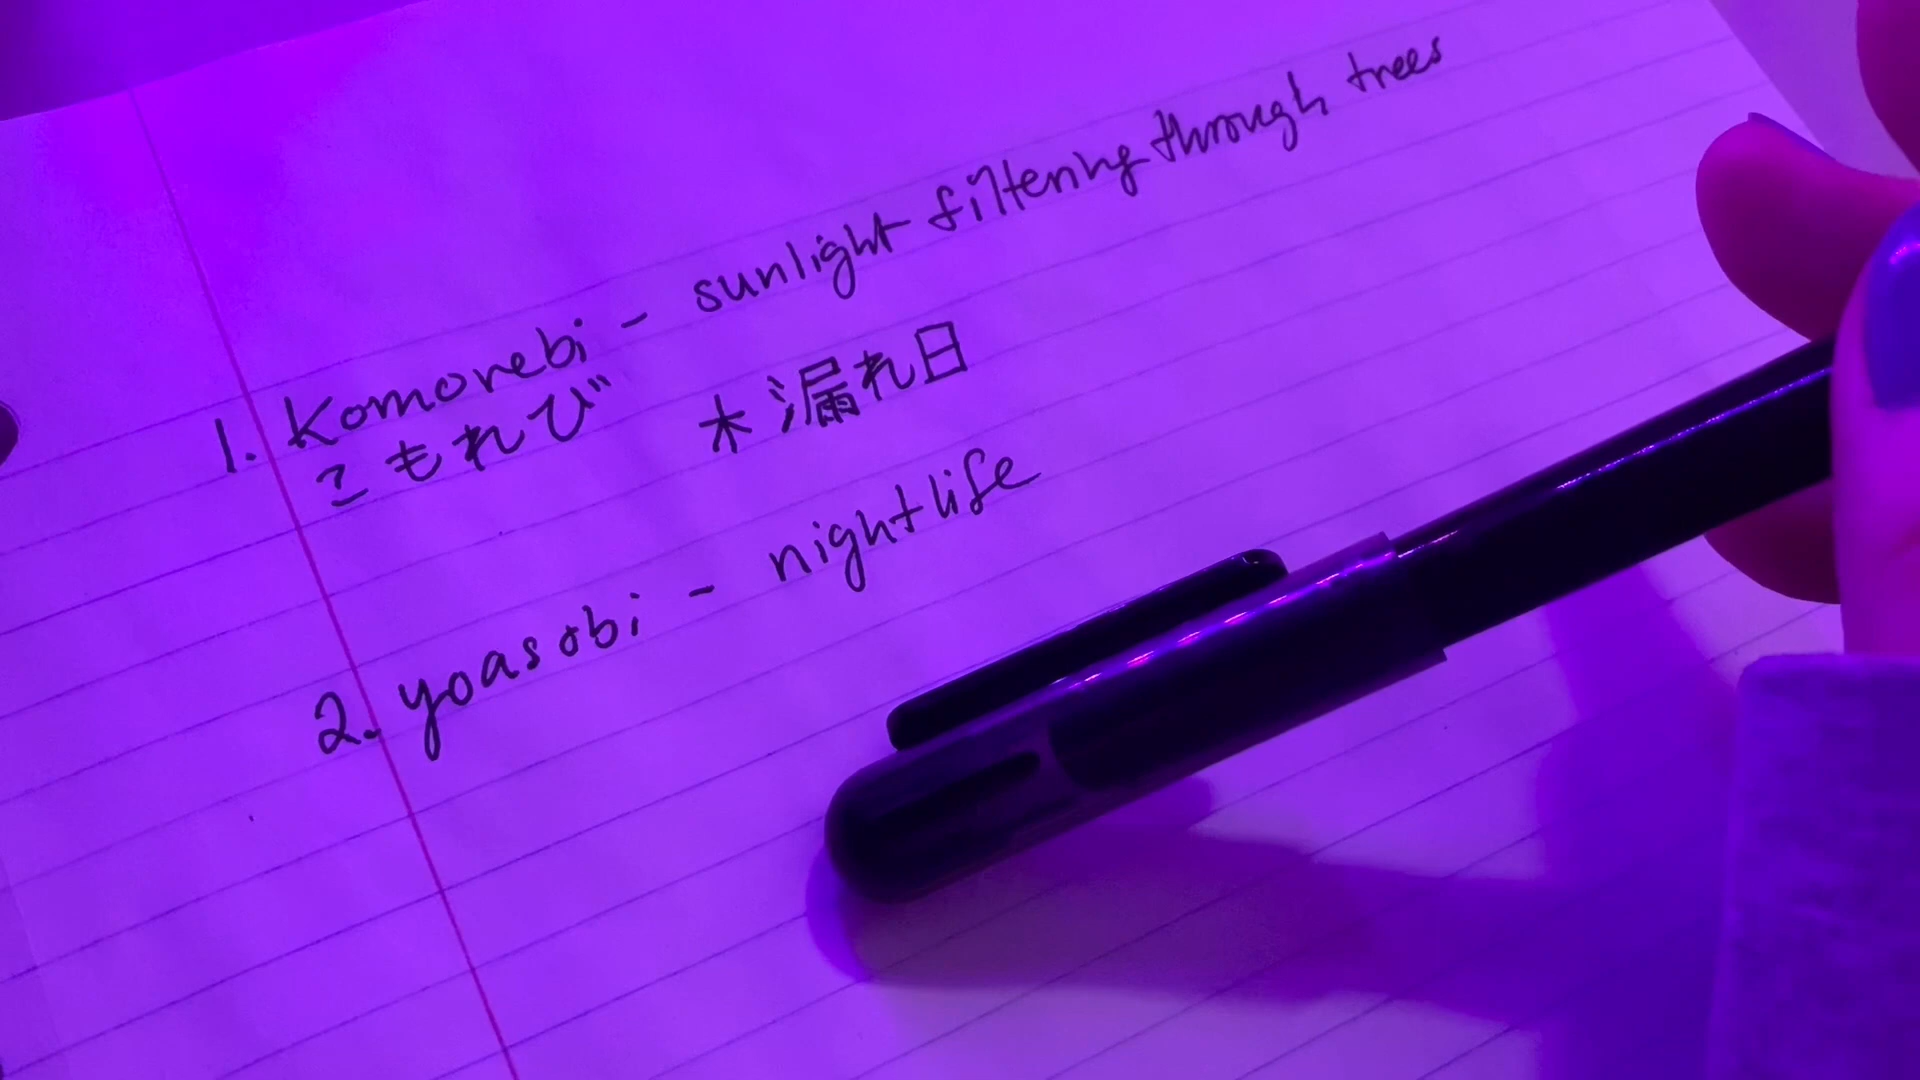 1. Komorebi - sunlight filtering through trees
こもれび 木漏れ日
2. yoasobi - nightlife